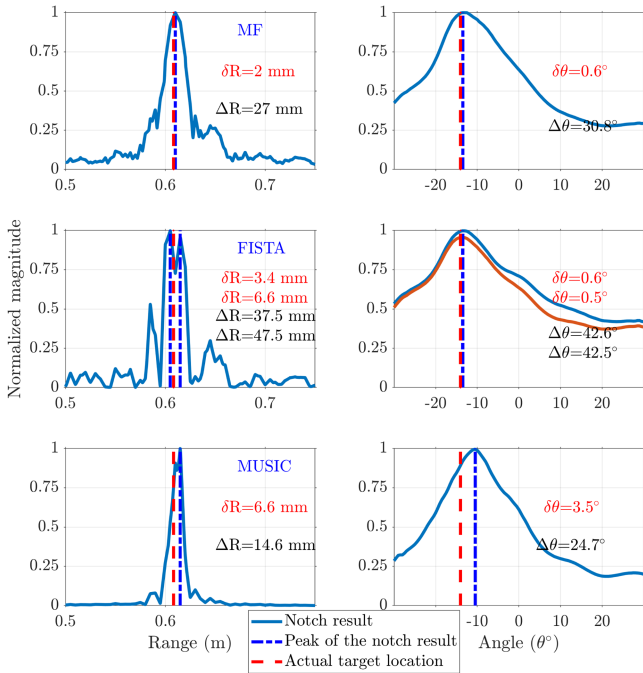 MF
δR=2 mm
ΔR=27 mm
1
0.75
0.5
0.25
0
0.5
0.6
0.7
δθ=0.6°
Δθ=30.8°
1
0.75
0.5
0.25
0
-20
-10
0
10
20
Normalized magnitude
FISTA
δR=3.4 mm
δR=6.6 mm
ΔR=37.5 mm
ΔR=47.5 mm
1
0.75
0.5
0.25
0
0.5
0.6
0.7
δθ=0.6°
δθ=0.5°
Δθ=42.6°
Δθ=42.5°
1
0.75
0.5
0.25
0
-20
-10
0
10
20
MUSIC
δR=6.6 mm
ΔR=14.6 mm
1
0.75
0.5
0.25
0
0.5
0.6
0.7
Range (m)
δθ=3.5°
Δθ=24.7°
1
0.75
0.5
0.25
0
-20
-10
0
10
20
Angle (θ°)
Notch result
Peak of the notch result
Actual target location